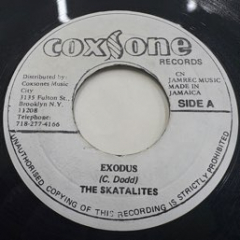 coxsone
RECORDS
Distributed by:
Coxsones Music
City
3135 Fulton St.,
Brooklyn N.Y.
11208
Telephone:
718-277-4166
CN
JAMREC MUSIC
MADE IN
JAMAICA
SIDE A
EXODUS
(C. Dodd)
THE SKATALITES
UNAUTHORISED COPYING OF THIS RECORD IS STRICTLY PROHIBITED